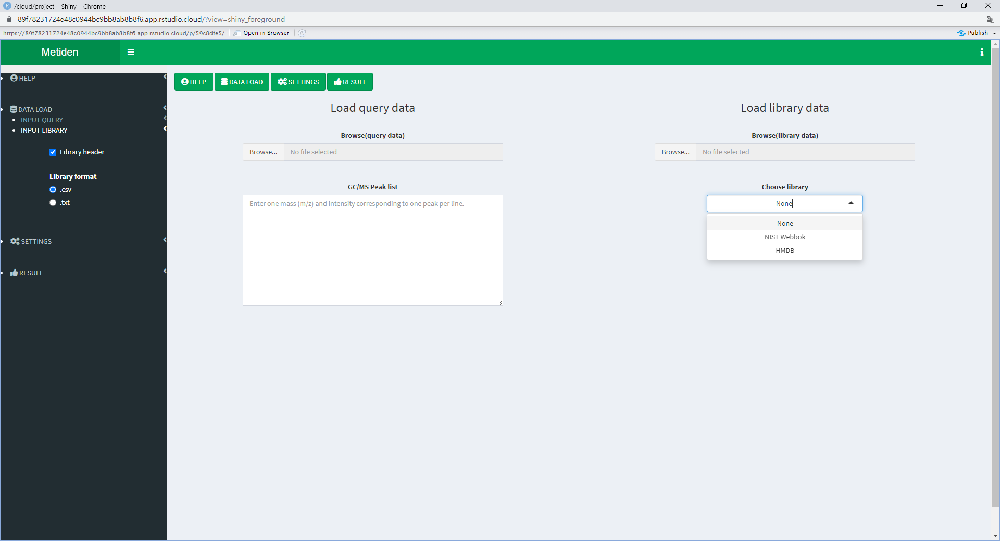 /cloud/project - Shiny - Chrome
89f78231724e48c0944bc9bb8ab8b8f6.app.rstudio.cloud/?view=shiny_foreground
https://89f78231724e48c0944bc9bb8ab8b8f6.app.rstudio.cloud/p/59c8dfe5/ Open in Browser Publish
Metiden
HELP
DATA LOAD
INPUT QUERY
INPUT LIBRARY
Library header
Library format
.csv
.txt
SETTINGS
RESULT
HELP DATA LOAD SETTINGS RESULT
Load query data
Browse(query data)
Browse... No file selected
GC/MS Peak list
Enter one mass (m/z) and intensity corresponding to one peak per line.
Load library data
Browse(library data)
Browse... No file selected
Choose library
None
None
NIST Webbok
HMDB